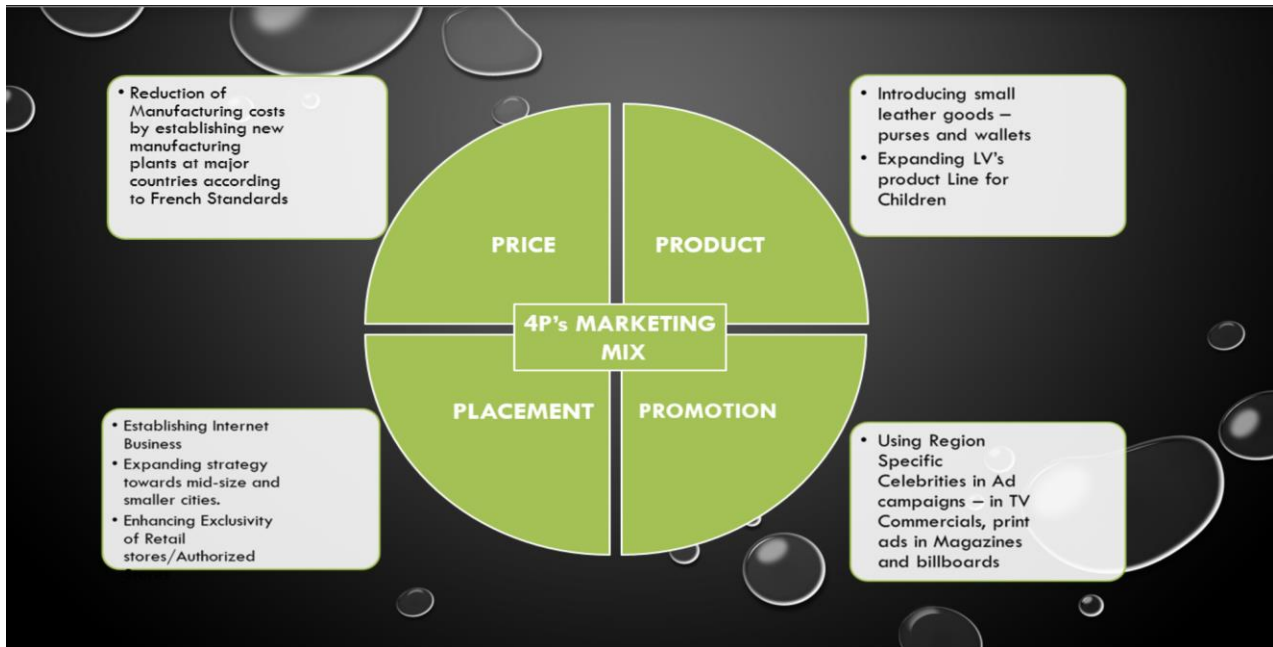 • Reduction of
Manufacturing costs
by establishing new
manufacturing
plants at major
countries according
to French Standards
• Introducing small
leather goods –
purses and wallets
• Expanding LV's
product Line for
Children
PRICE
PRODUCT
4P's MARKETING
MIX
PLACEMENT
PROMOTION
• Establishing Internet
Business
• Expanding strategy
towards mid-size and
smaller cities.
• Enhancing Exclusivity
of Retail
stores/Authorized
• Using Region
Specific
Celebrities in Ad
campaigns – in TV
Commercials, print
ads in Magazines
and billboards